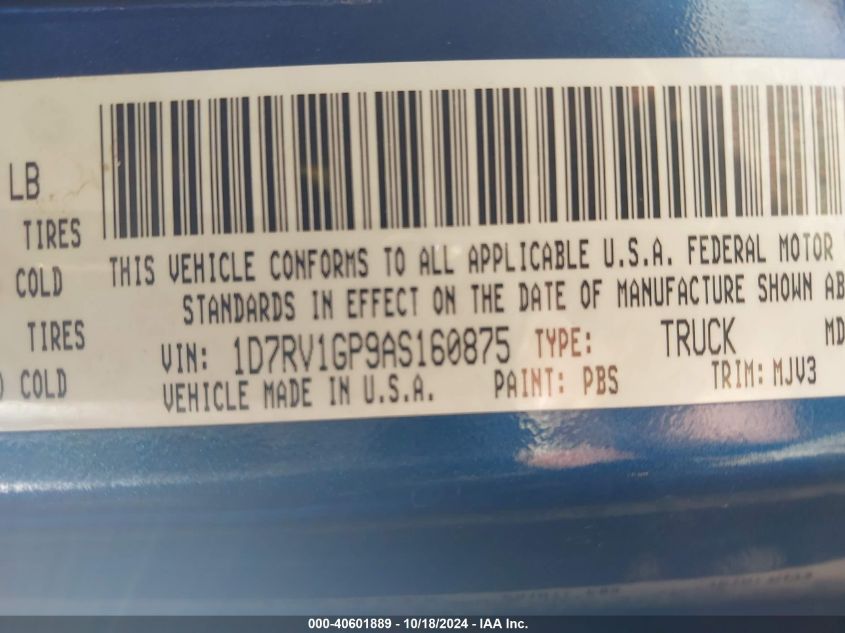 LB
TIRES
COLD
THIS VEHICLE CONFORMS TO ALL APPLICABLE U.S.A. FEDERAL MOTOR
STANDARDS IN EFFECT ON THE DATE OF MANUFACTURE SHOWN AB
TIRES
VIN: 1D7RV1GP9AS160875 TYPE: TRUCK MD
COLD
VEHICLE MADE IN U.S.A. PAINT: PBS TRIM: MJV3
000-40601889 - 10/18/2024 - IAA Inc.